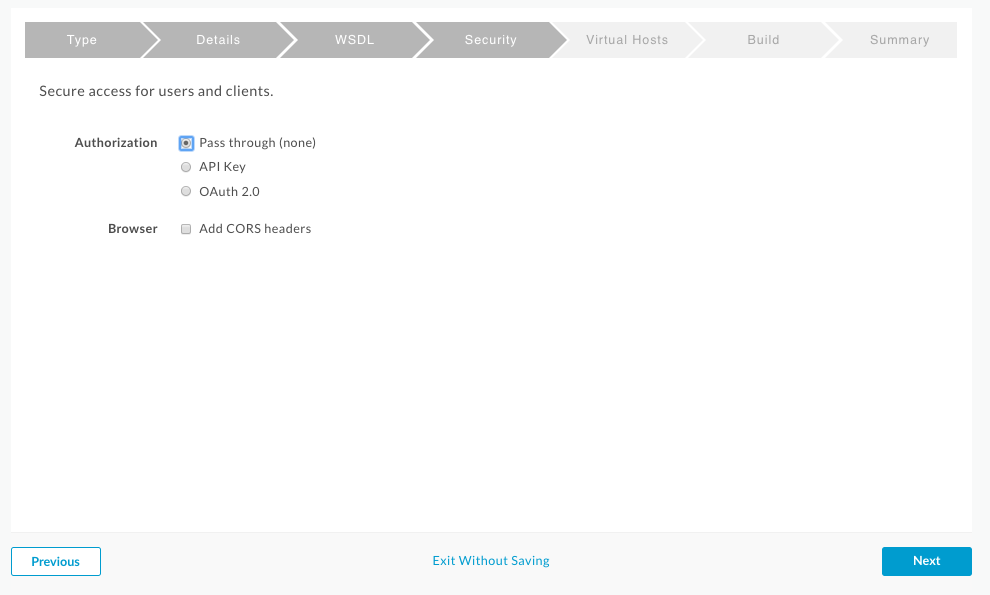 Type Details WSDL Security Virtual Hosts Build Summary
Secure access for users and clients.
Authorization Pass through (none)
API Key
OAuth 2.0
Browser Add CORS headers
Previous Exit Without Saving Next